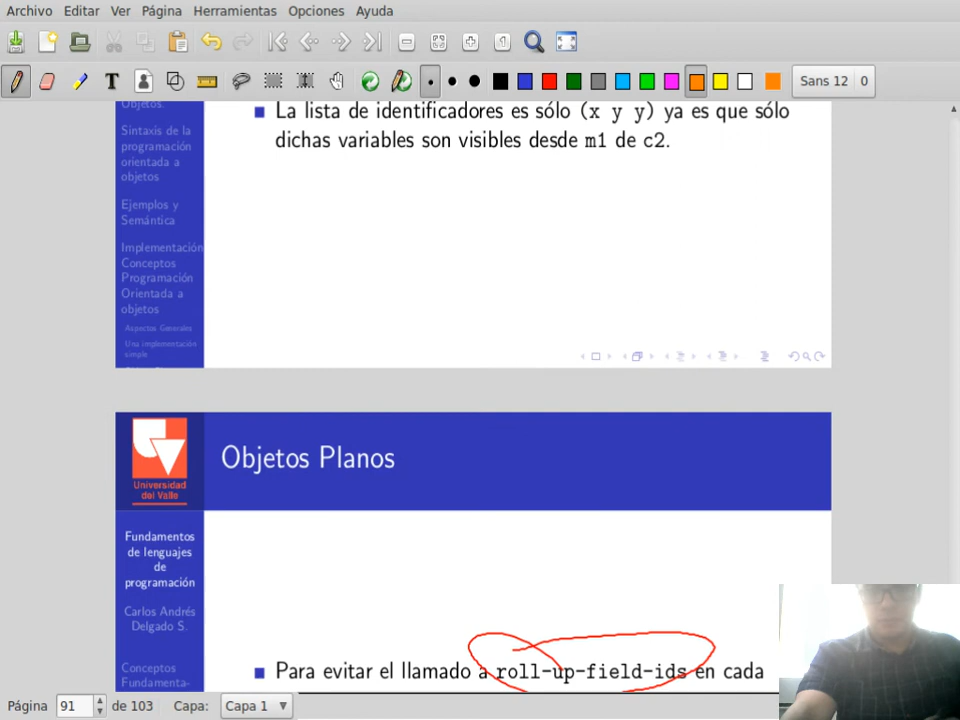 Archivo Editar Ver Página Herramientas Opciones Ayuda
Sans 12 0
Objetos.
Sintaxis de la
programación
orientada a
objetos
Ejemplos y
Semántica
Implementación
Conceptos
Programación
Orientada a
objetos
Aspectos Generales
Una implementación
simple
La lista de identificadores es sólo (x y y) ya es que sólo
dichas variables son visibles desde m1 de c2.
Universidad
del Valle
Objetos Planos
Fundamentos
de lenguajes
de
programación
Carlos Andrés
Delgado S.
Conceptos
Fundamenta-
Para evitar el llamado a roll-up-field-ids en cada
Página 91 de 103 Capa: Capa 1